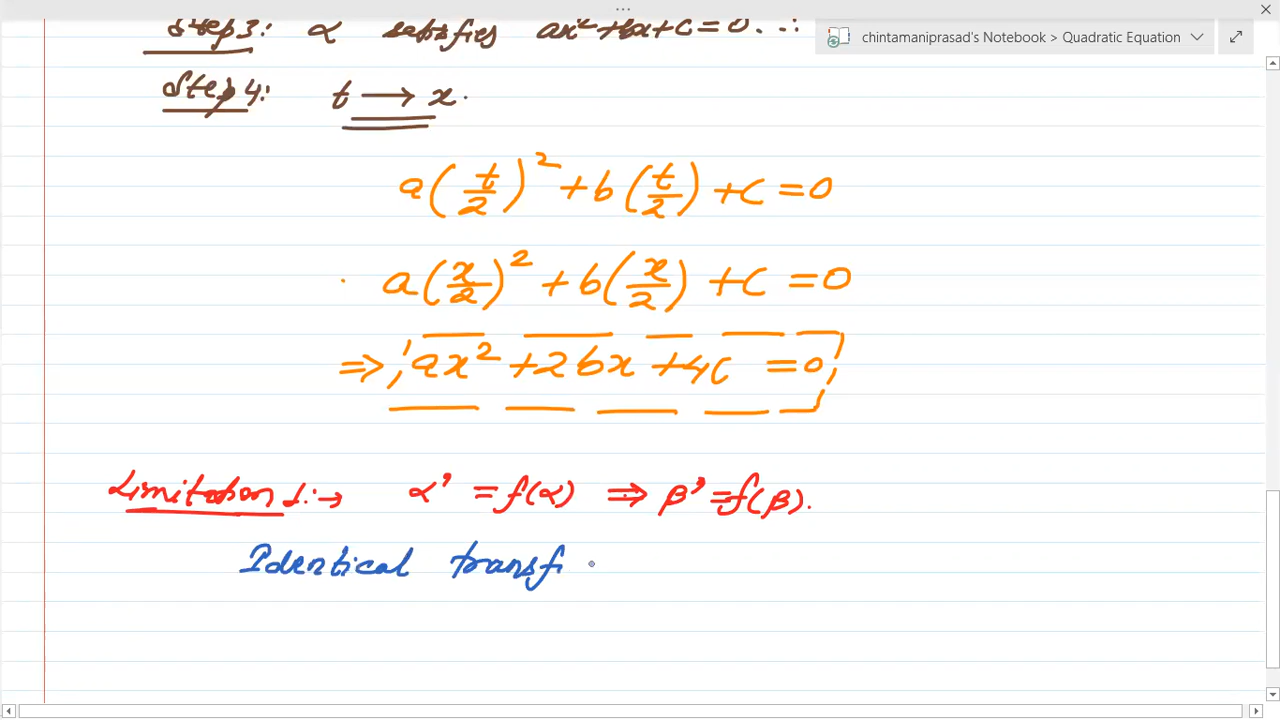 chintamaniprasad's Notebook > Quadratic Equation
Step 3: α satisfies ax²+bx+c=0. ∴
Step 4: t → x.
a(t/2)² + b(t/2) + c = 0
a(x/2)² + b(x/2) + c = 0
⇒ ax² + 2bx + 4c = 0
Limitation 1:→ α' = f(α) ⇒ β' = f(β).
Identical transf